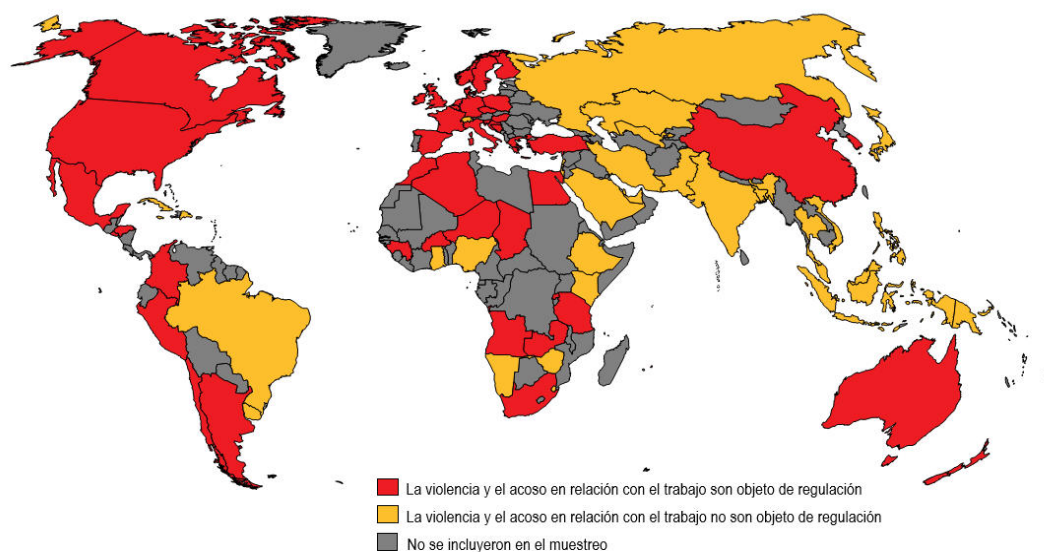 La violencia y el acoso en relación con el trabajo son objeto de regulación
La violencia y el acoso en relación con el trabajo no son objeto de regulación
No se incluyeron en el muestreo